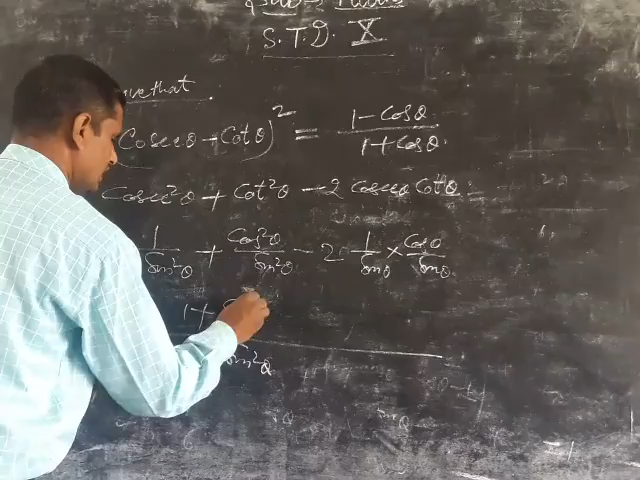 S.T.D. X
ve that
(Cosecθ - Cotθ)² = 1 - Cosθ / 1 + Cosθ.
Cosec²θ + Cot²θ - 2 Cosecθ Cotθ
1 / Sin²θ + Cos²θ / Sin²θ - 2 1 / Sinθ × Cosθ / Sinθ
1 +
Sin²θ